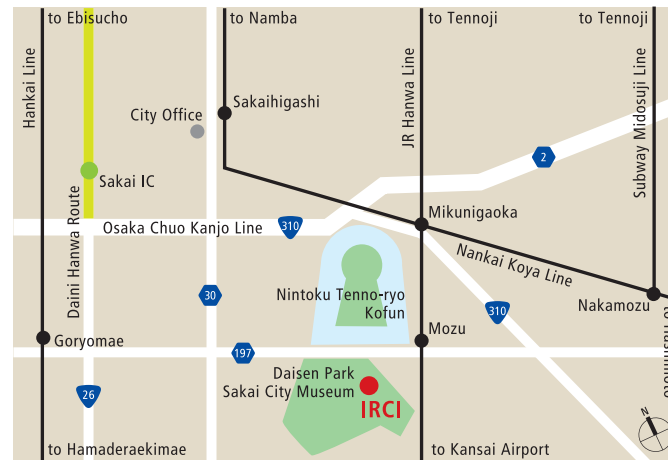 to Ebisucho
to Namba
to Tennoji
to Tennoji
Hankai Line
JR Hanwa Line
Subway Midosuji Line
Sakaihigashi
City Office
2
Sakai IC
Daini Hanwa Route
Mikunigaoka
Osaka Chuo Kanjo Line
310
Nankai Koya Line
Nintoku Tenno-ryo
Kofun
30
310
Nakamozu
Goryomae
Mozu
197
Daisen Park
Sakai City Museum
IRCI
26
N
to Hamaderaekimae
to Kansai Airport